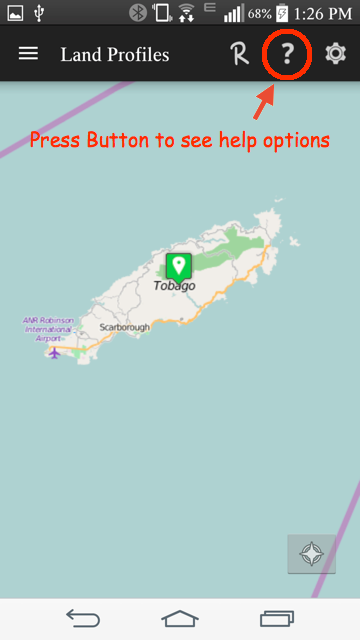 E 68% 1:26 PM
Land Profiles R ?
Press Button to see help options
Tobago
ANR Robinson
International
Airport
Scarborough